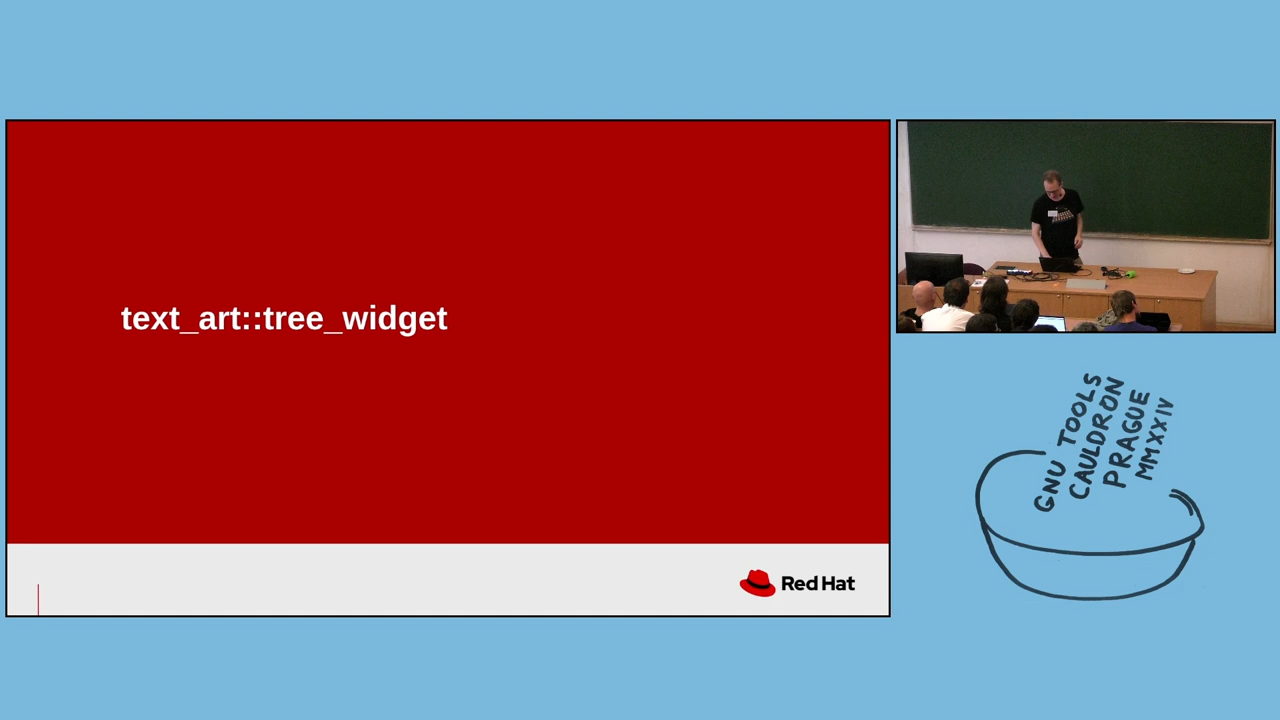 text_art::tree_widget
Red Hat
GNU TOOLS
CAULDRON
PRAGUE
MMXXIV